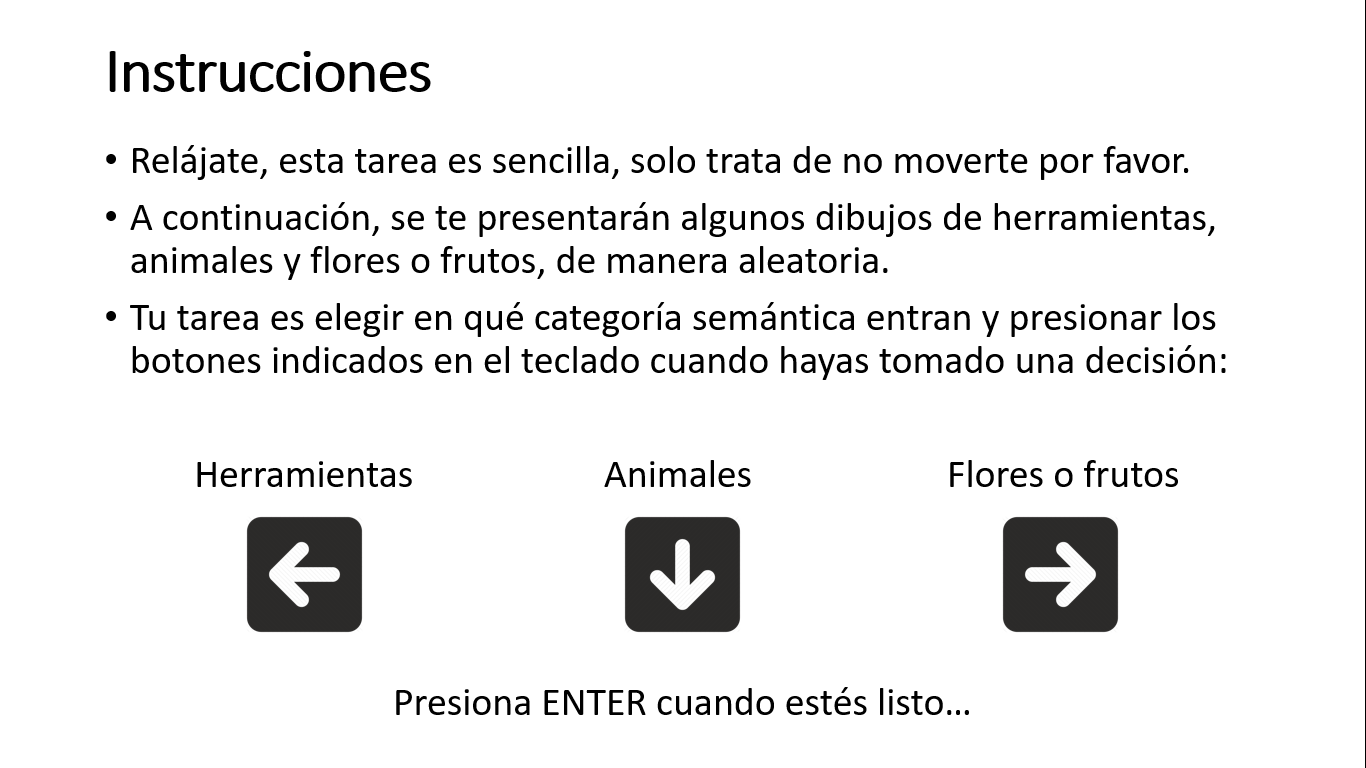 Instrucciones
• Relájate, esta tarea es sencilla, solo trata de no moverte por favor.
• A continuación, se te presentarán algunos dibujos de herramientas,
animales y flores o frutos, de manera aleatoria.
• Tu tarea es elegir en qué categoría semántica entran y presionar los
botones indicados en el teclado cuando hayas tomado una decisión:
Herramientas
Animales
Flores o frutos
Presiona ENTER cuando estés listo…